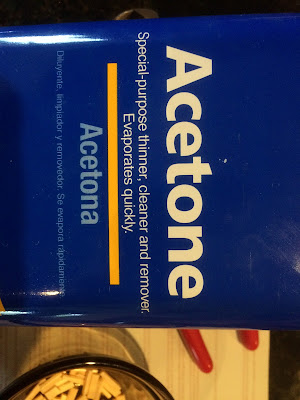 Acetone
Special-purpose thinner, cleaner and remover.
Evaporates quickly.
Acetona
Diluyente, limpiador y removedor. Se evapora rápidamente.